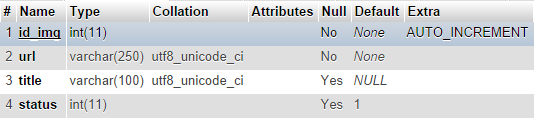 # Name Type Collation Attributes Null Default Extra
1 id_imq int(11) No None AUTO_INCREMENT
2 url varchar(250) utf8_unicode_ci No None
3 title varchar(100) utf8_unicode_ci Yes NULL
4 status int(11) Yes 1